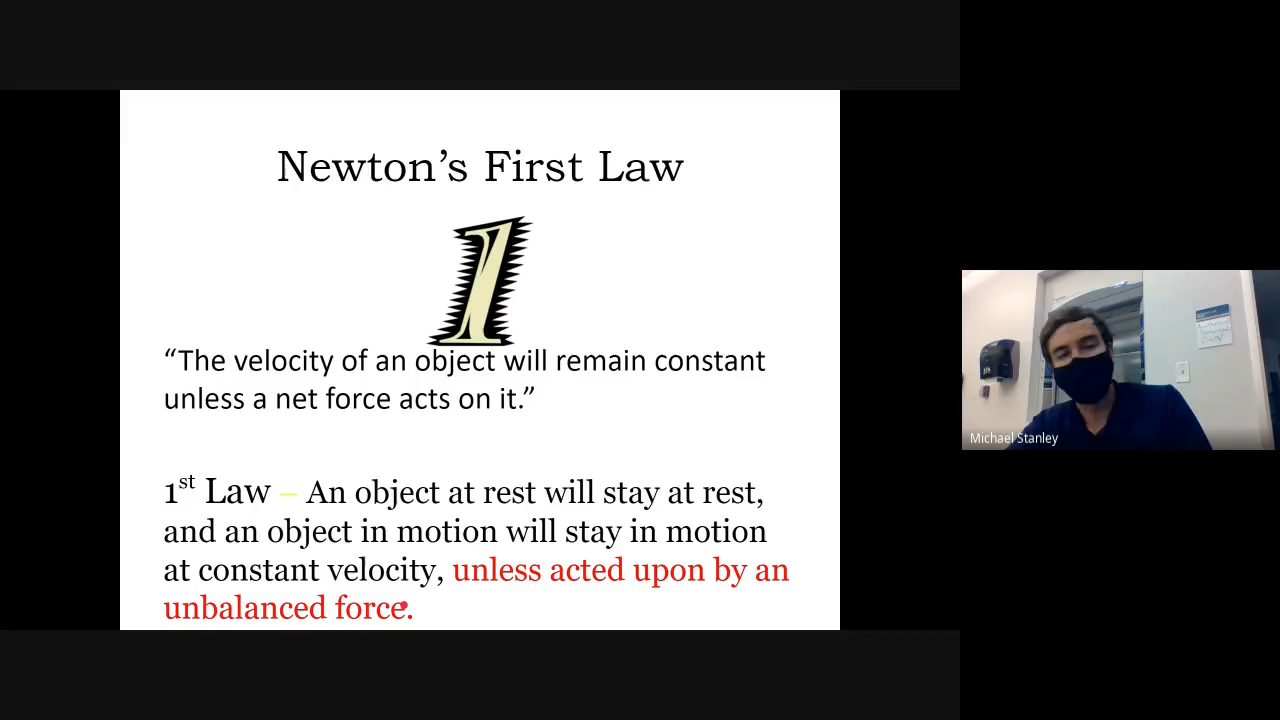 Newton’s First Law
1
“The velocity of an object will remain constant
unless a net force acts on it.”
1st Law – An object at rest will stay at rest,
and an object in motion will stay in motion
at constant velocity, unless acted upon by an
unbalanced force.
Michael Stanley